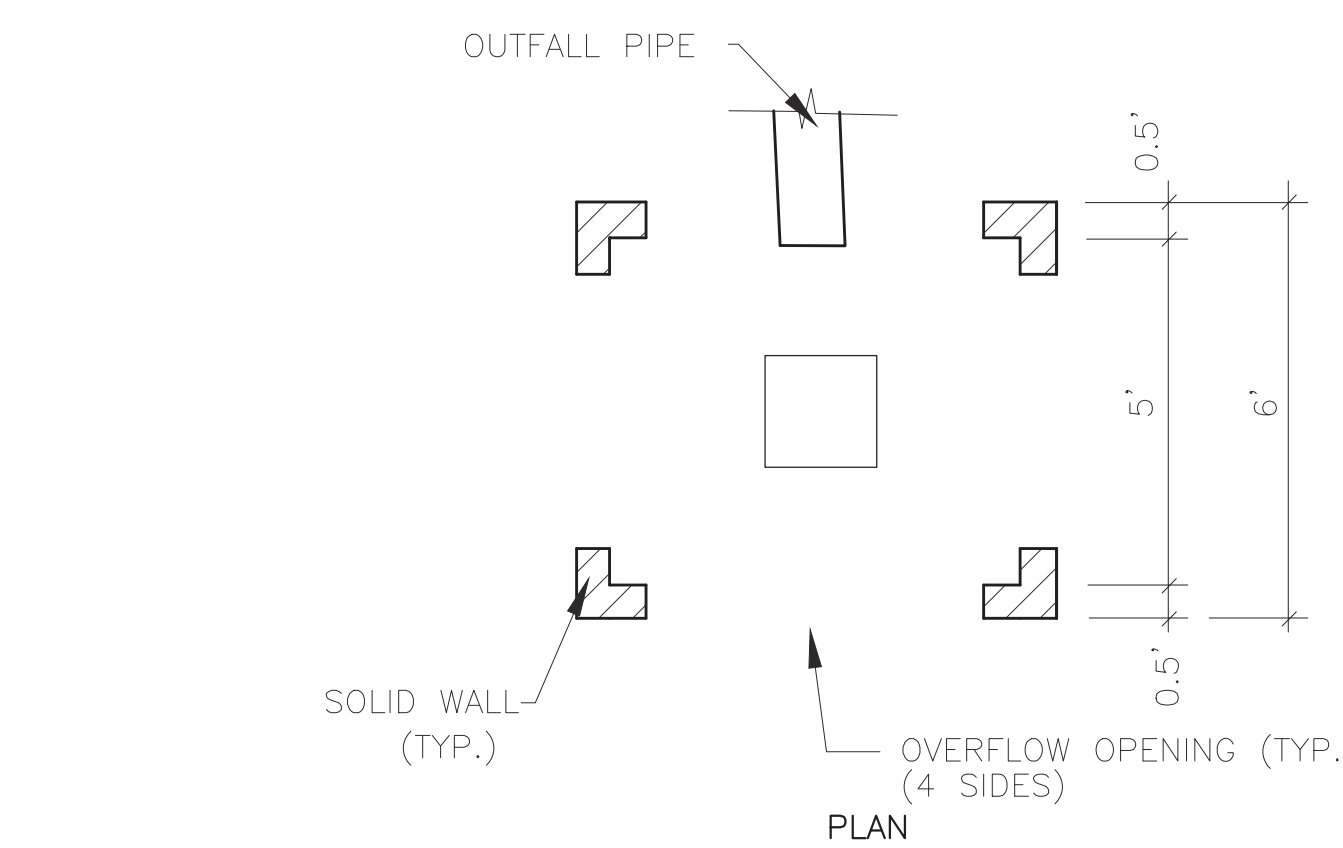 OUTFALL PIPE
0.5'
5'
6'
0.5'
SOLID WALL
(TYP.)
OVERFLOW OPENING (TYP.
(4 SIDES)
PLAN